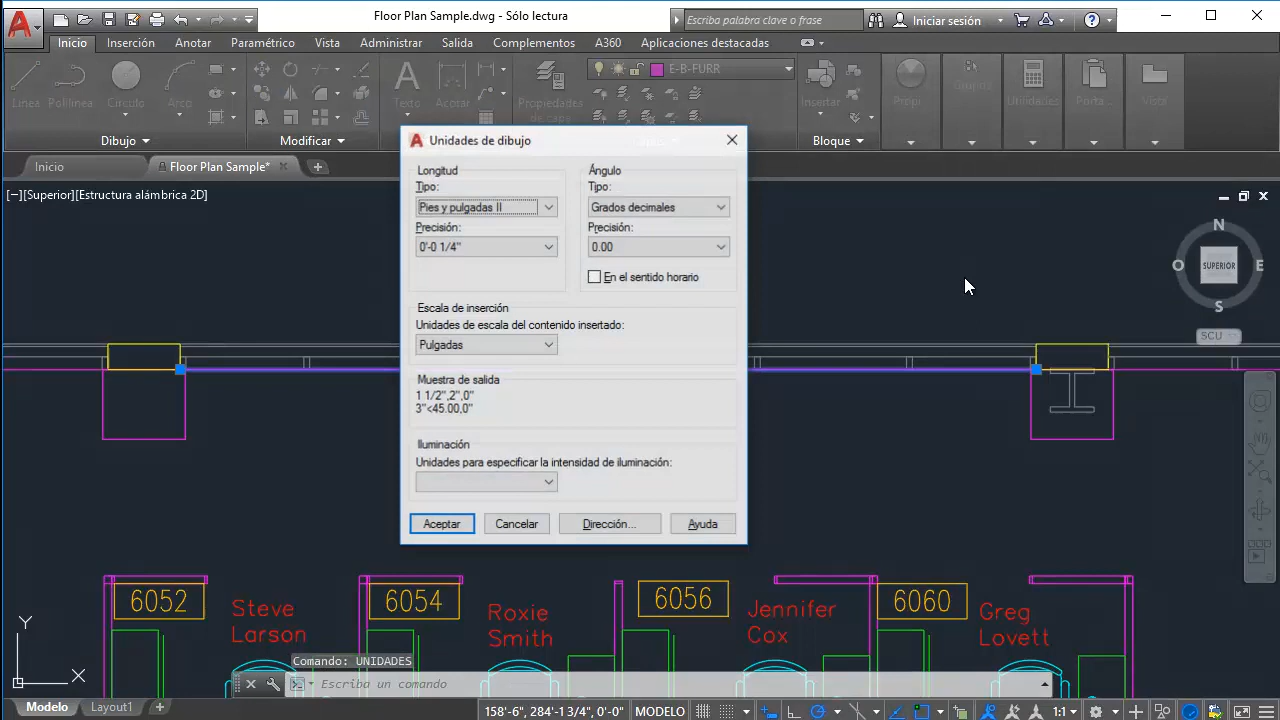 Floor Plan Sample.dwg - Sólo lectura
Escriba palabra clave o frase
Iniciar sesión
Inicio
Inserción
Anotar
Paramétrico
Vista
Administrar
Salida
Complementos
A360
Aplicaciones destacadas
Línea
Polilínea
Círculo
Arco
Texto
Acotar
Propiedades
de capa
E-B-FURR
Insertar
Propi
Grupos
Utilidades
Porta...
Vista
Dibujo
Modificar
Bloque
Inicio
Floor Plan Sample*
[−][Superior][Estructura alámbrica 2D]
Unidades de dibujo
Longitud
Tipo:
Pies y pulgadas II
Precisión:
0'-0 1/4"
Ángulo
Tipo:
Grados decimales
Precisión:
0.00
En el sentido horario
Escala de inserción
Unidades de escala del contenido insertado:
Pulgadas
Muestra de salida
1 1/2",2",0"
3"<45.00,0"
Iluminación
Unidades para especificar la intensidad de iluminación:
Aceptar
Cancelar
Dirección...
Ayuda
N
O
SUPERIOR
E
S
SCU
6052
Steve
Larson
6054
Roxie
Smith
6056
Jennifer
Cox
6060
Greg
Lovett
Y
X
Comando: UNIDADES
Escriba un comando
Modelo
Layout1
158'-6", 284'-1 3/4", 0'-0"
MODELO
1:1